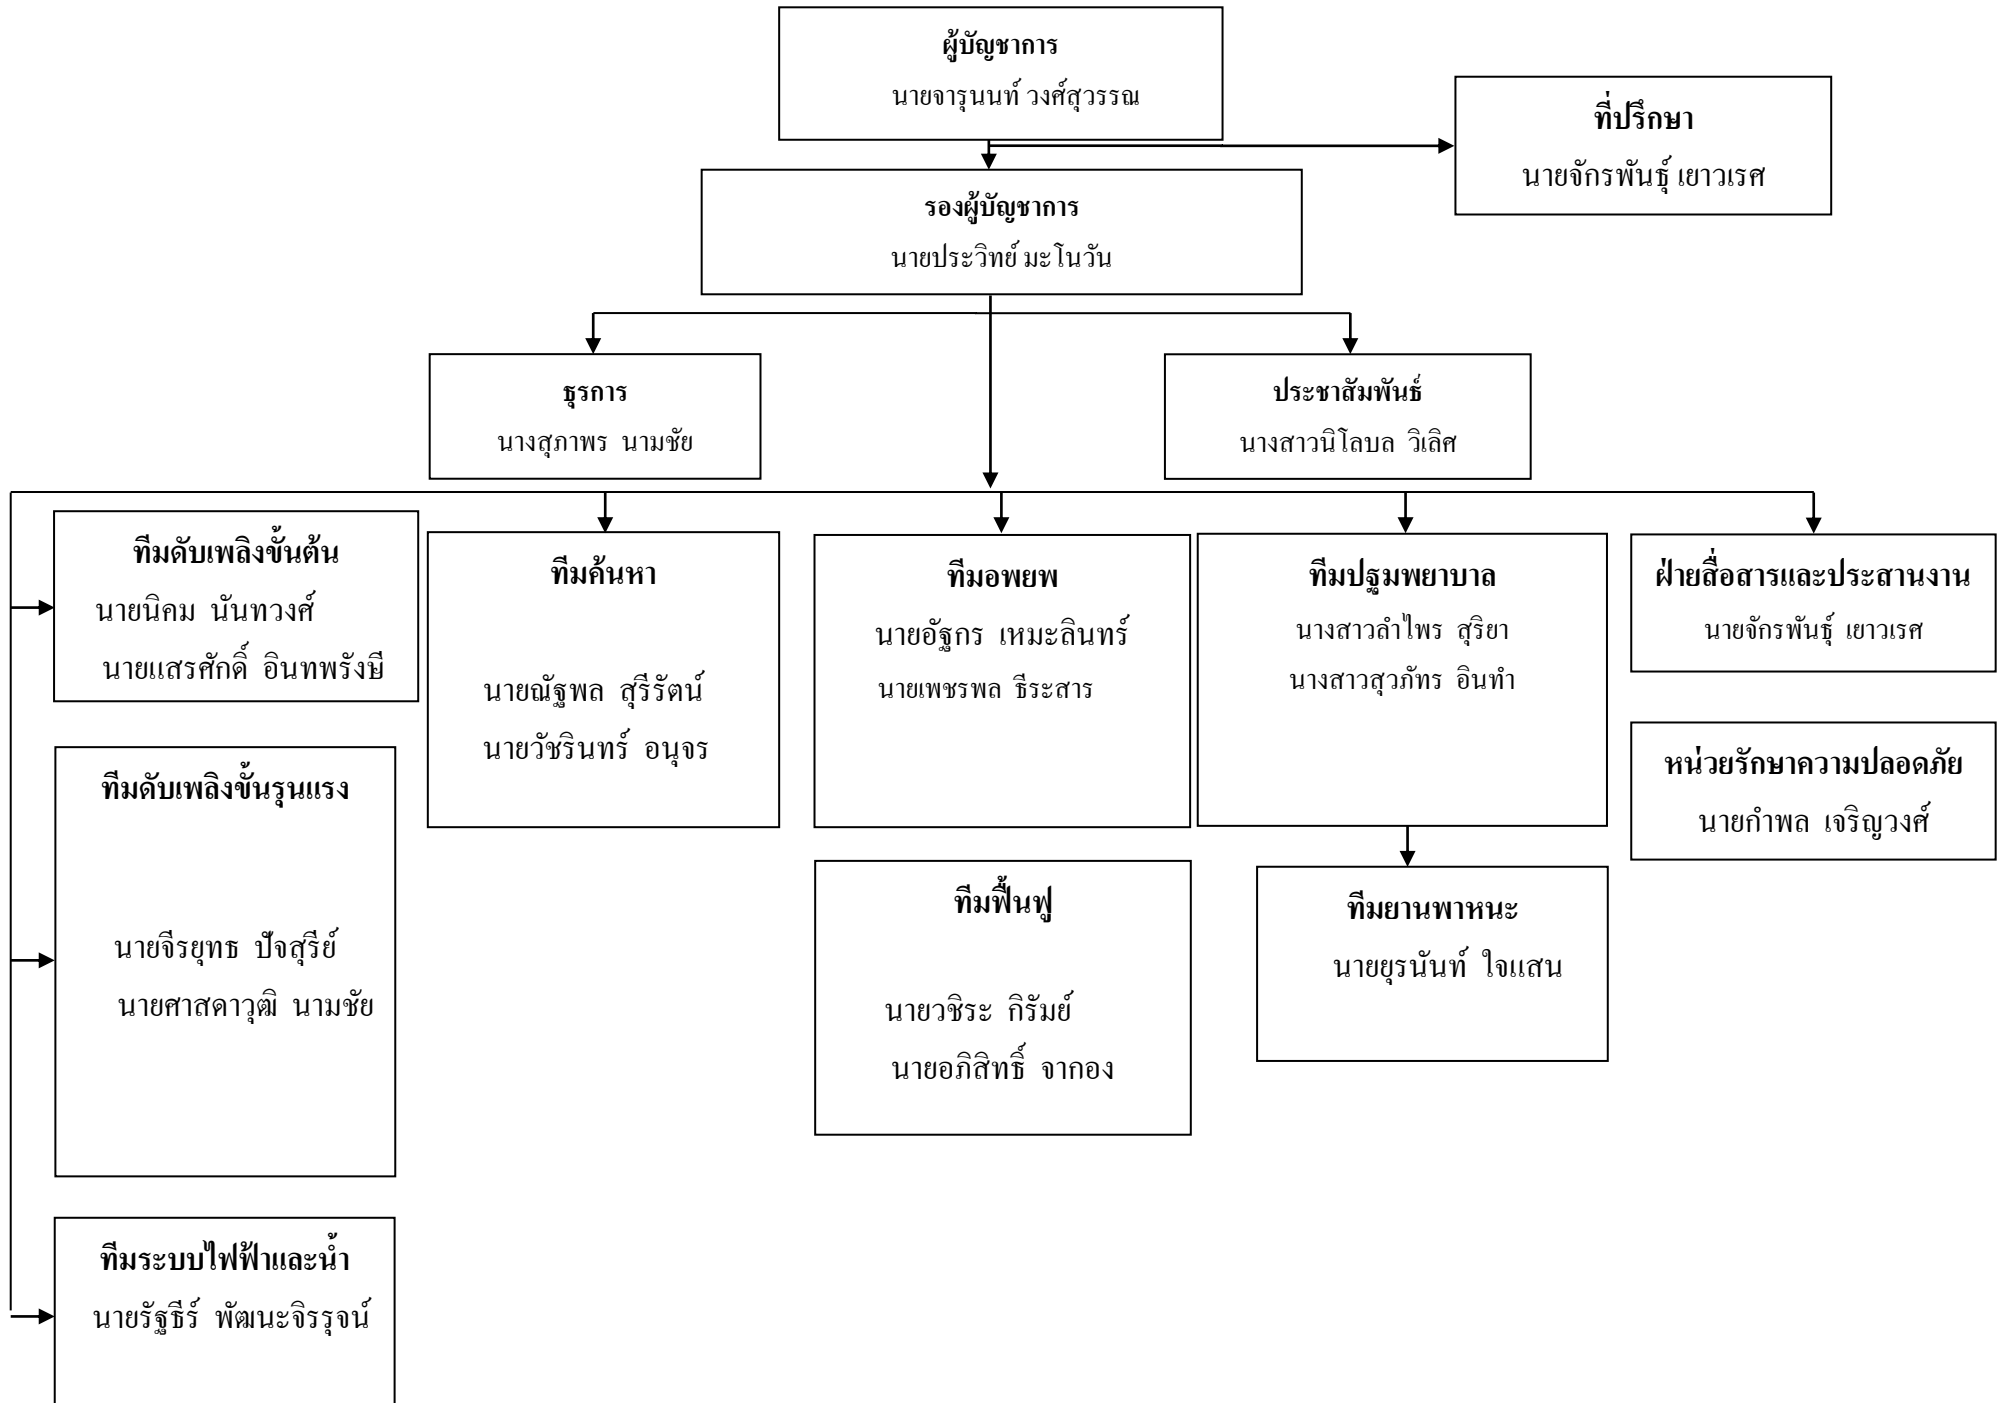 ผู้บัญชาการ
นายจารุนนท์ วงศ์สุวรรณ
ที่ปรึกษา
นายจักรพันธุ์ เยาวเรศ
รองผู้บัญชาการ
นายประวิทย์ มะโนวัน
ธุรการ
นางสุภาพร นามชัย
ประชาสัมพันธ์
นางสาวนิโลบล วิเลิศ
ทีมดับเพลิงขั้นต้น
นายนิคม นันทวงศ์
นายแสรศักดิ์ อินทพรังษี
ทีมค้นหา
นายณัฐพล สุรีรัตน์
นายวัชรินทร์ อนุจร
ทีมอพยพ
นายอัฐกร เหมะลินทร์
นายเพชรพล ธีระสาร
ทีมปฐมพยาบาล
นางสาวลำไพร สุริยา
นางสาวสุวภัทร อินทำ
ฝ่ายสื่อสารและประสานงาน
นายจักรพันธุ์ เยาวเรศ
หน่วยรักษาความปลอดภัย
นายกำพล เจริญวงศ์
ทีมดับเพลิงขั้นรุนแรง
นายจีรยุทธ ปัจสุรีย์
นายศาสดาวุฒิ นามชัย
ทีมฟื้นฟู
นายวชิระ กิรัมย์
นายอภิสิทธิ์ จากอง
ทีมยานพาหนะ
นายยุรนันท์ ใจแสน
ทีมระบบไฟฟ้าและน้ำ
นายรัฐธีร์ พัฒนะจิรรุจน์